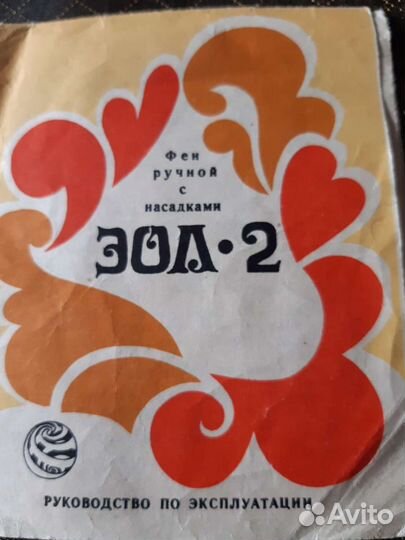 Фен
ручной
с
насадками
ЭОЛ·2
РУКОВОДСТВО ПО ЭКСПЛУАТАЦИИ
Avito